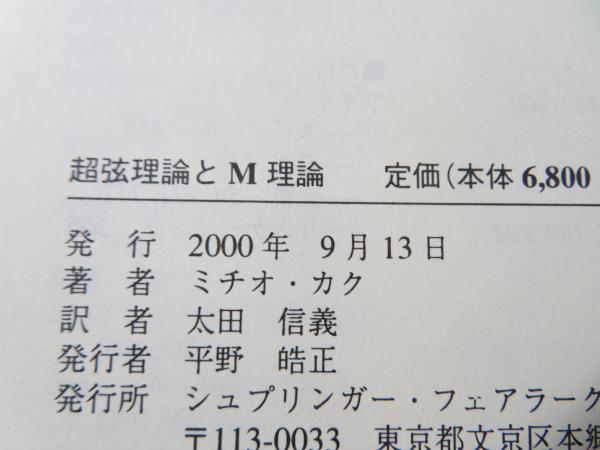 超弦理論と M 理論　　定価(本体 6,800
発　行　2000年　9月13日
著　者　ミチオ・カク
訳　者　太田　信義
発行者　平野　皓正
発行所　シュプリンガー・フェアラーク
〒113-0033　東京都文京区本郷